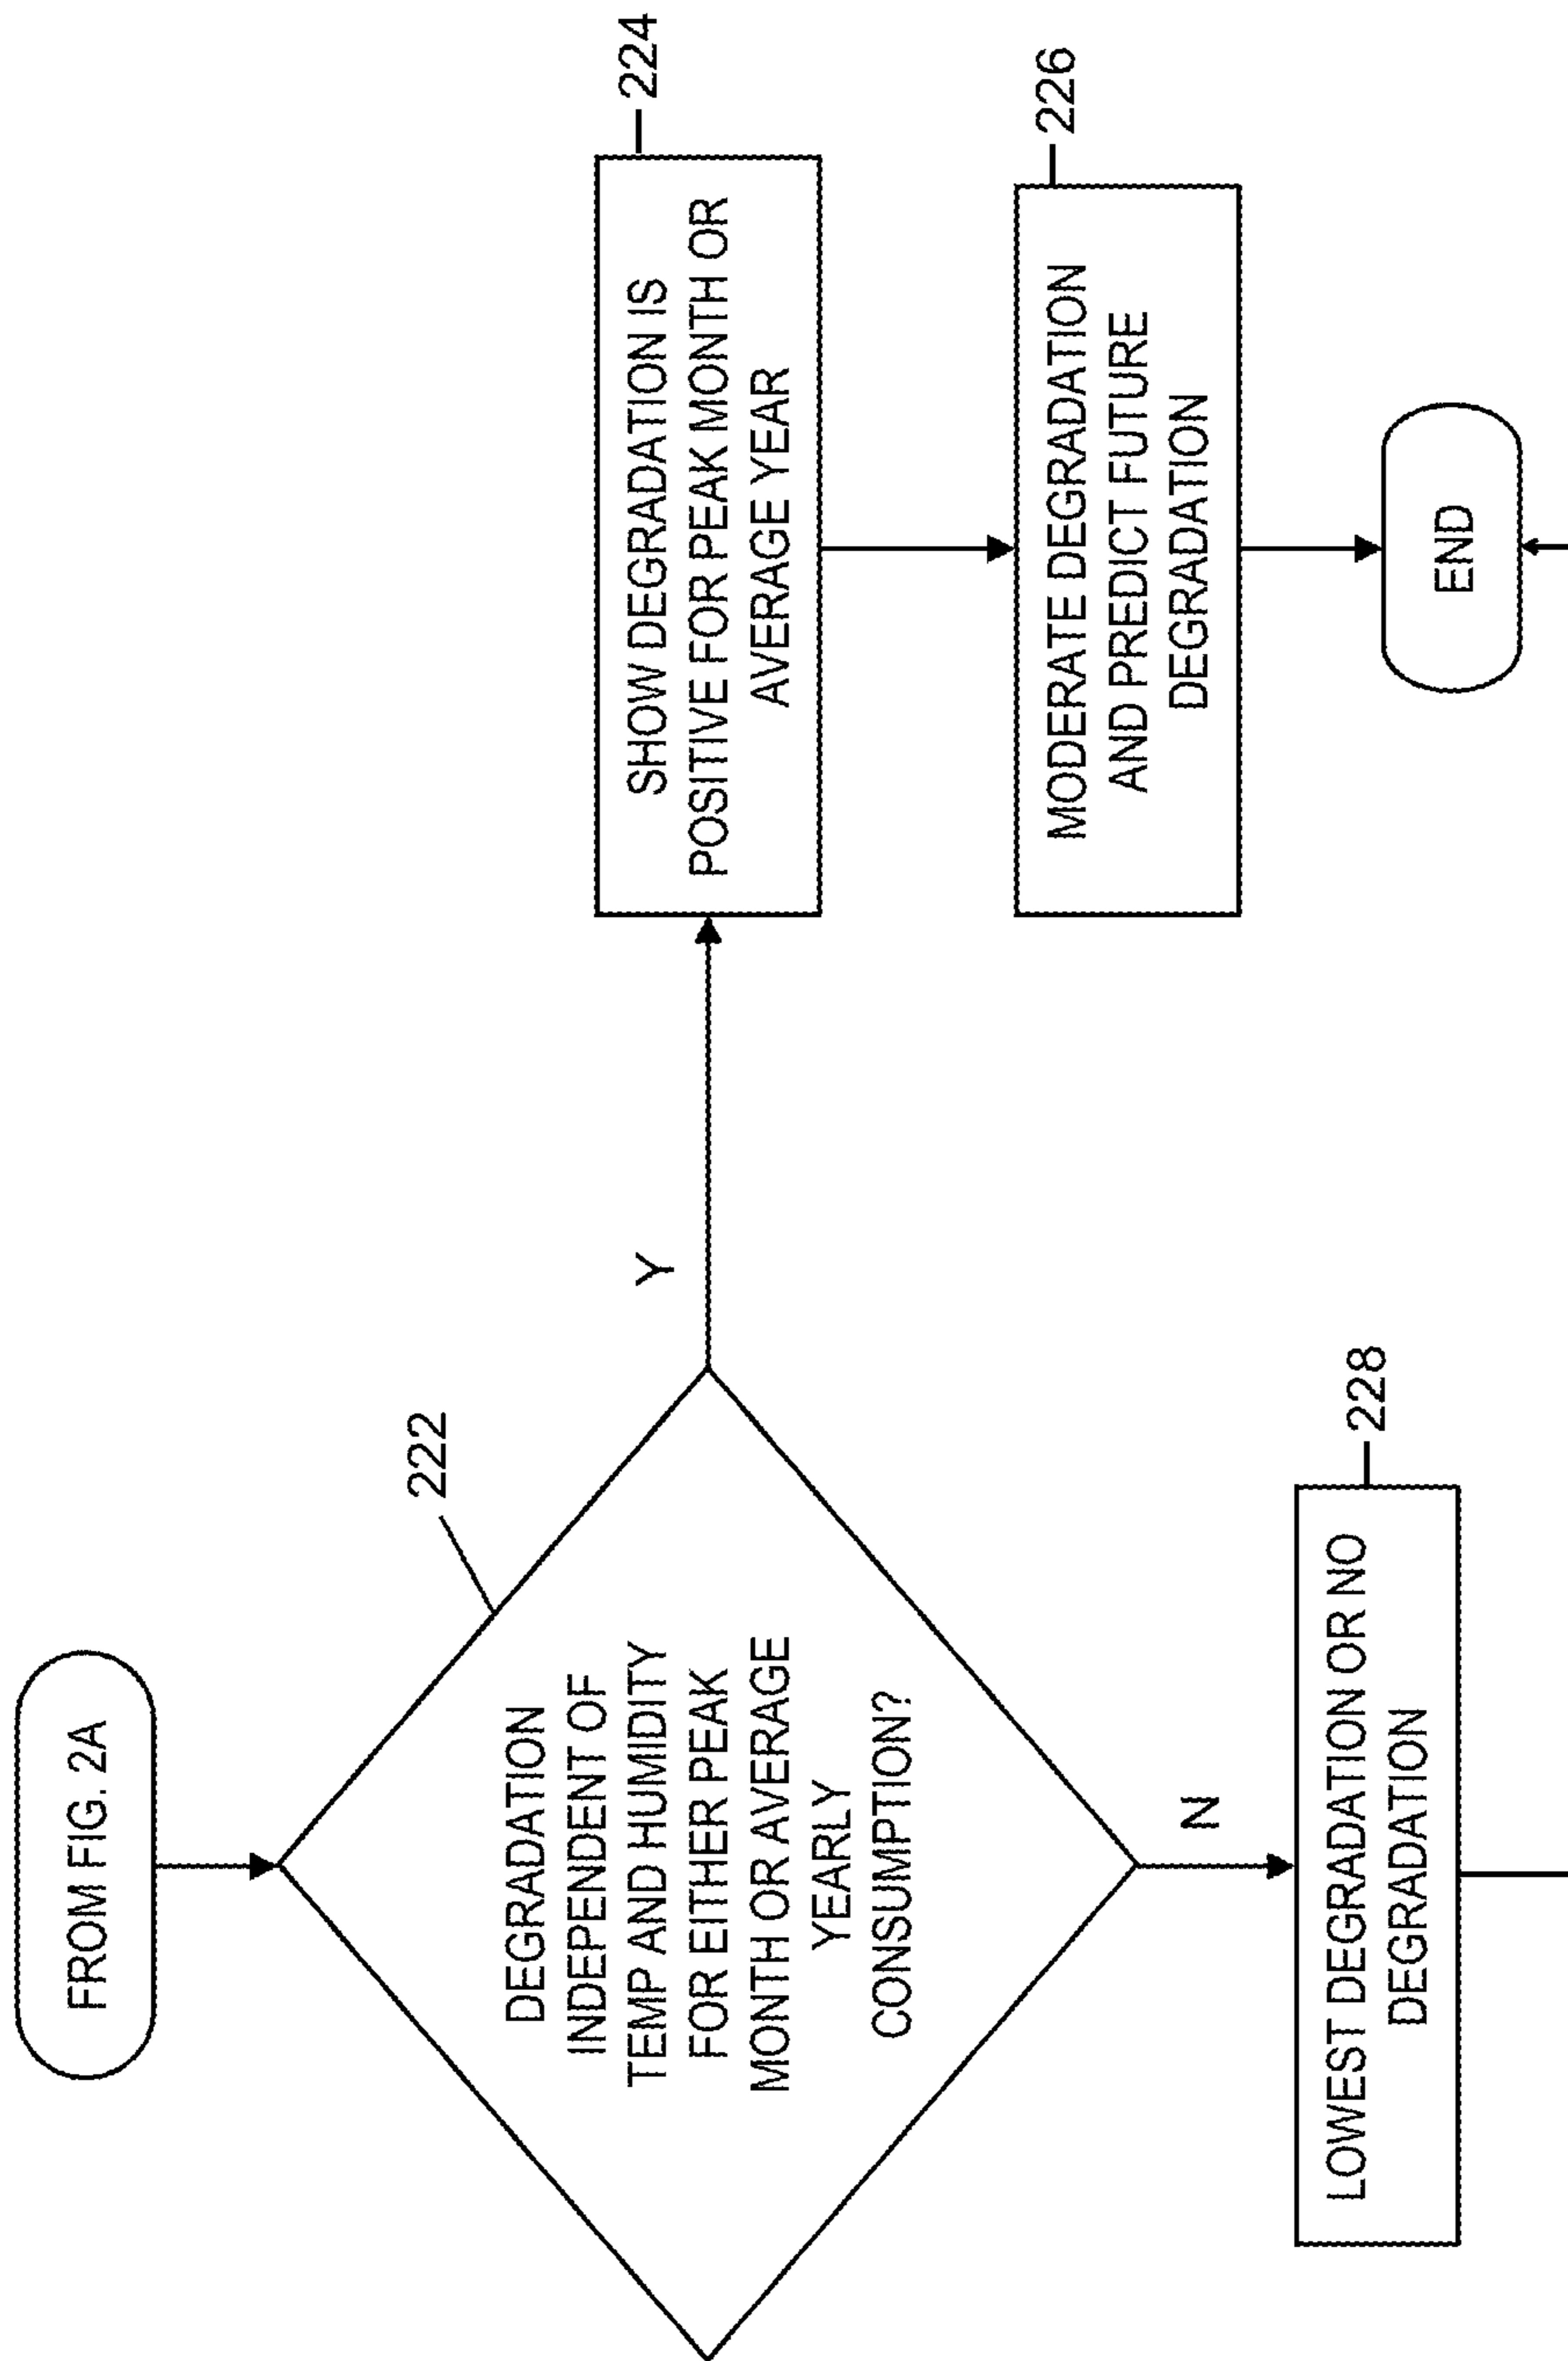 FROM FIG. 2A
222
DEGRADATION
INDEPENDENT OF
TEMP AND HUMIDITY
FOR EITHER PEAK
MONTH OR AVERAGE
YEARLY
CONSUMPTION?
Y
SHOW DEGRADATION IS
POSITIVE FOR PEAK MONTH OR
AVERAGE YEAR
224
MODERATE DEGRADATION
AND PREDICT FUTURE
DEGRADATION
226
N
LOWEST DEGRADATION OR NO
DEGRADATION
228
END